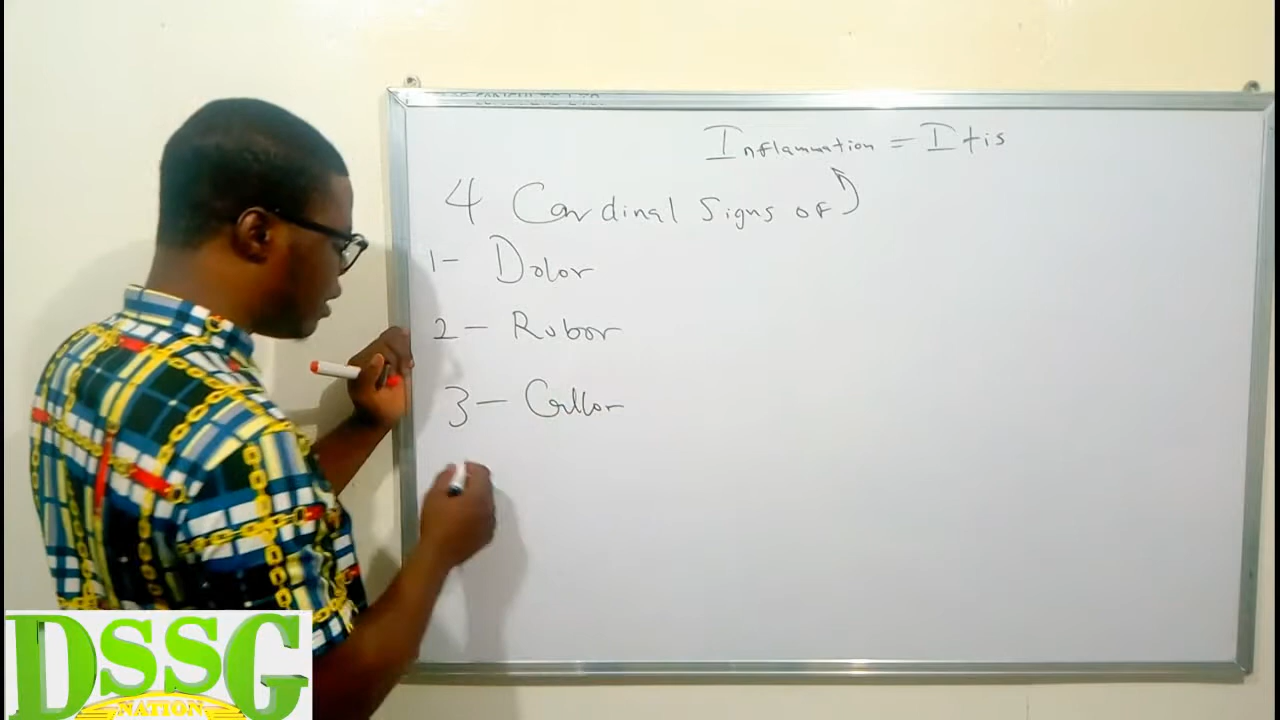 Inflammation = Itis
4 Cardinal Signs of
1- Dolor
2- Rubor
3- Callor
DSSG
NATION